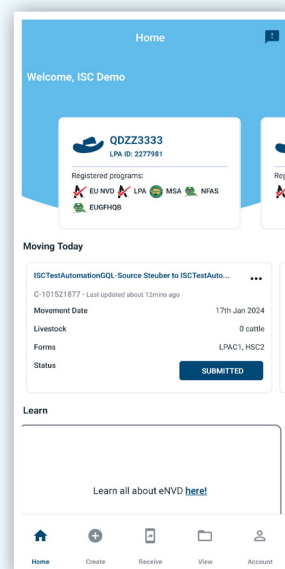 Home
Welcome, ISC Demo
QDZZ3333
LPA ID: 2277981
Registered programs:
EU NVD LPA MSA NFAS
EUGFHQB
Moving Today
ISCTestAutomationGQL-Source Steuber to ISCTestAuto...
C-101521877 - Last updated about 12mins ago
Movement Date 17th Jan 2024
Livestock 0 cattle
Forms LPAC1, HSC2
Status SUBMITTED
Learn
Learn all about eNVD here!
Home Create Receive View Account